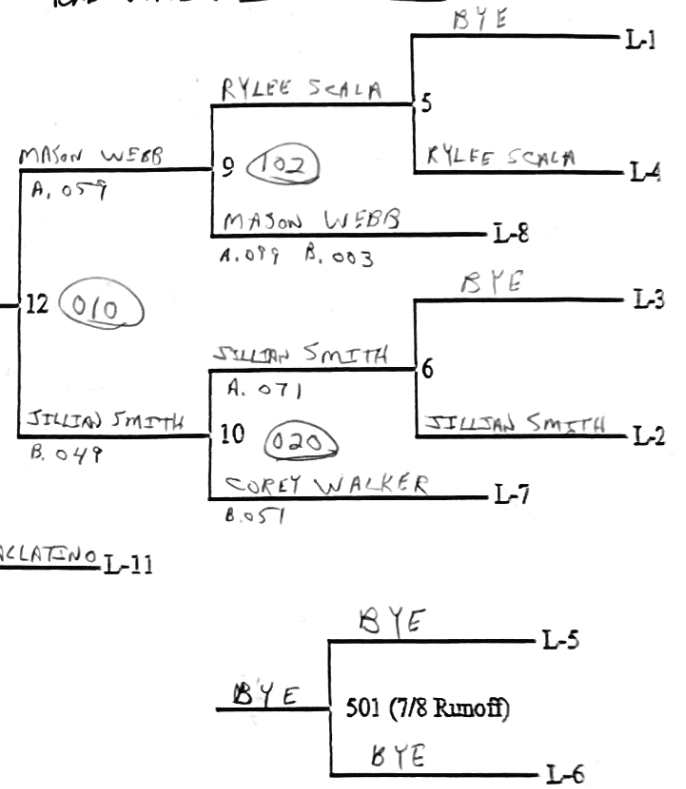 BYE L-1
RYLEE SCALA 5
MASON WEBB 9 102 RYLEE SCALA L-4
A. 059
MASON WEBB L-8
A. 099 B. 003
12 010
BYE L-3
JILLIAN SMITH 6
A. 071
JILLIAN SMITH 10 020 JILLIAN SMITH L-2
B. 049
COREY WALKER L-7
B. 051
L-11
BYE L-5
BYE 501 (7/8 Runoff)
BYE L-6